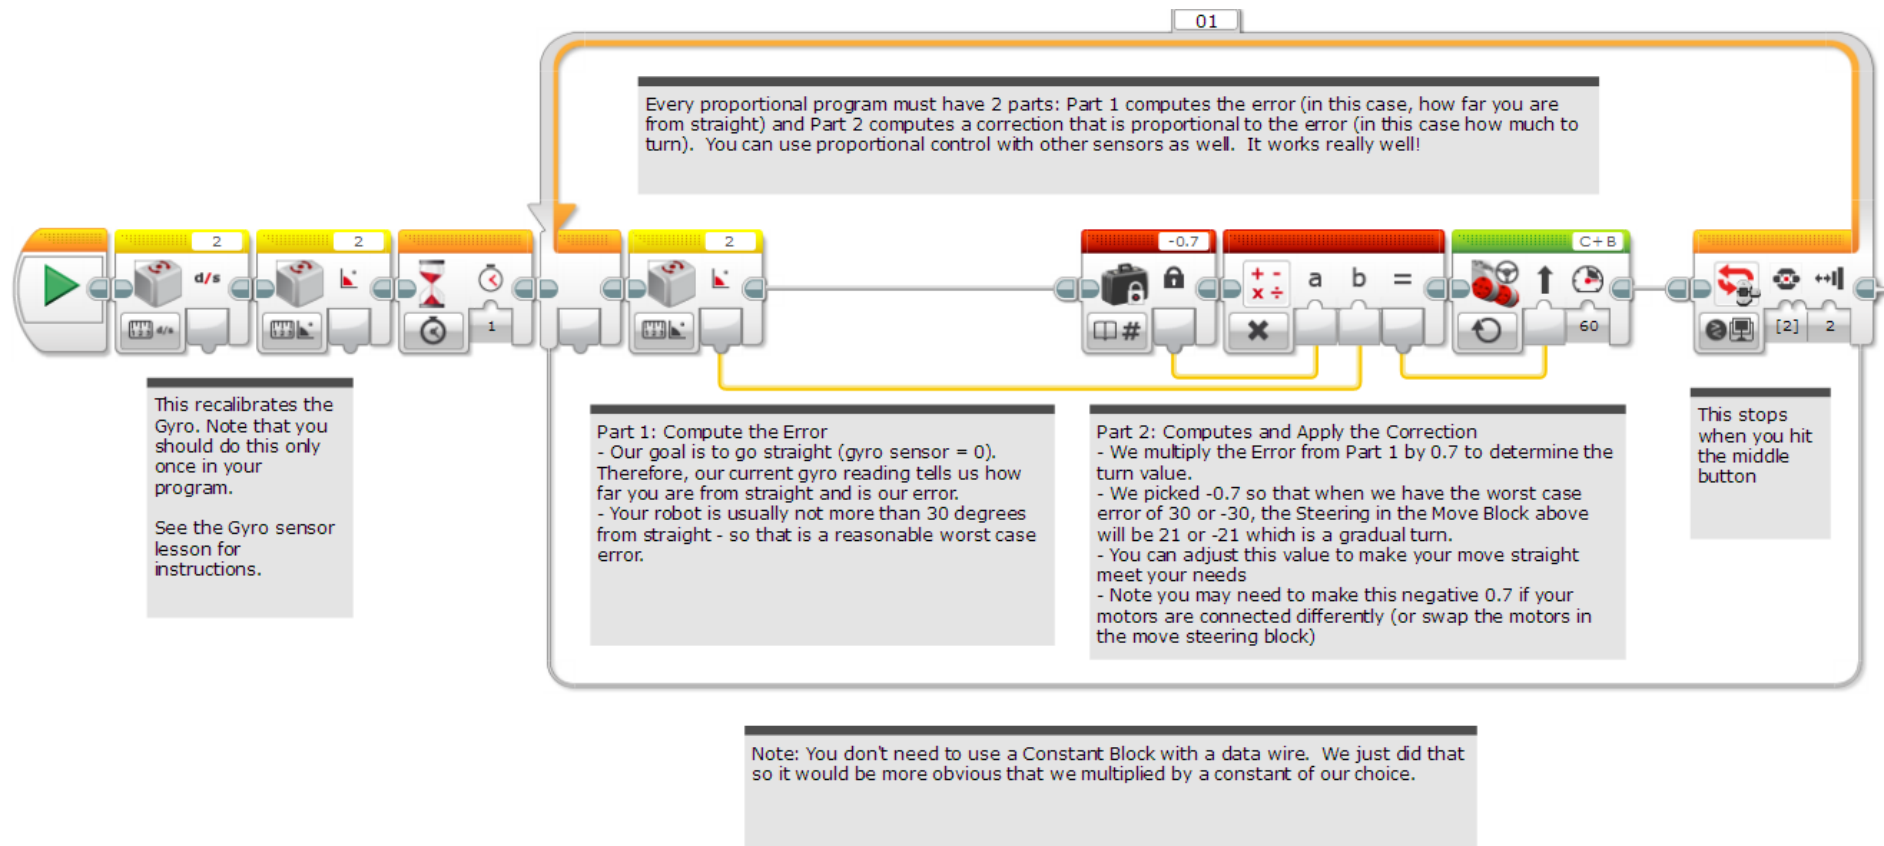 01
Every proportional program must have 2 parts: Part 1 computes the error (in this case, how far you are
from straight) and Part 2 computes a correction that is proportional to the error (in this case how much to
turn). You can use proportional control with other sensors as well. It works really well!
2
2
2
-0.7
C+B
d/s
a b =
d/s
1
#
60
[2] 2
This recalibrates the
Gyro. Note that you
should do this only
once in your
program.
See the Gyro sensor
lesson for
instructions.
Part 1: Compute the Error
- Our goal is to go straight (gyro sensor = 0).
Therefore, our current gyro reading tells us how
far you are from straight and is our error.
- Your robot is usually not more than 30 degrees
from straight - so that is a reasonable worst case
error.
Part 2: Computes and Apply the Correction
- We multiply the Error from Part 1 by 0.7 to determine the
turn value.
- We picked -0.7 so that when we have the worst case
error of 30 or -30, the Steering in the Move Block above
will be 21 or -21 which is a gradual turn.
- You can adjust this value to make your move straight
meet your needs
- Note you may need to make this negative 0.7 if your
motors are connected differently (or swap the motors in
the move steering block)
This stops
when you hit
the middle
button
Note: You don't need to use a Constant Block with a data wire. We just did that
so it would be more obvious that we multiplied by a constant of our choice.